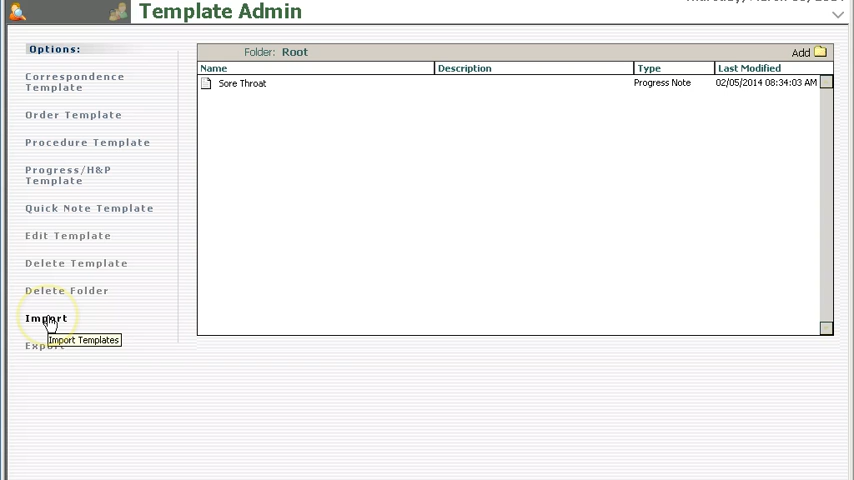 Template Admin
Options:
Correspondence
Template
Order Template
Procedure Template
Progress/H&P
Template
Quick Note Template
Edit Template
Delete Template
Delete Folder
Import
Import Templates
Export
Folder: Root
Add
Name Description Type Last Modified
Sore Throat Progress Note 02/05/2014 08:34:03 AM